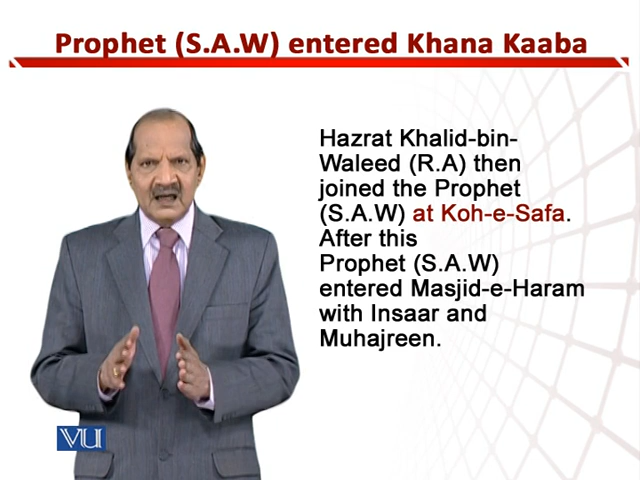 Prophet (S.A.W) entered Khana Kaaba
Hazrat Khalid-bin-
Waleed (R.A) then
joined the Prophet
(S.A.W) at Koh-e-Safa.
After this
Prophet (S.A.W)
entered Masjid-e-Haram
with Insaar and
Muhajreen.
VU